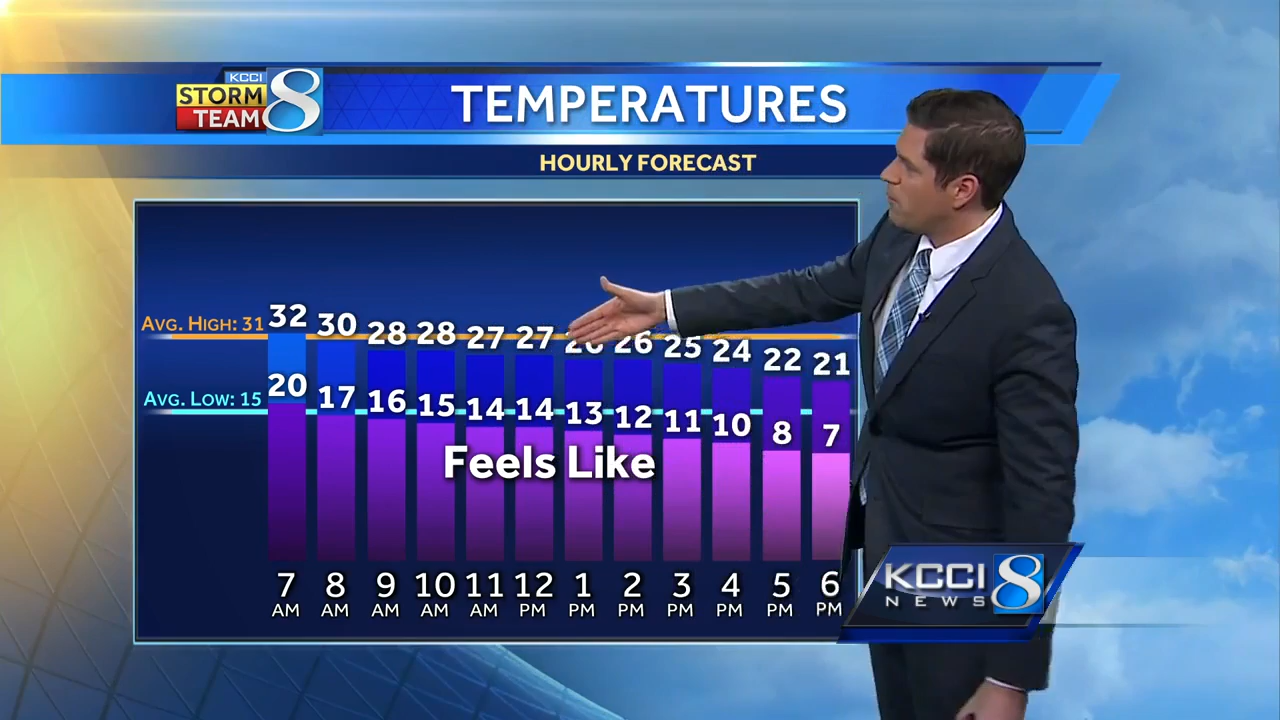 KCCI
STORM
TEAM 8
TEMPERATURES
HOURLY FORECAST
AVG. HIGH: 31
32 30 28 28 27 27 26 26 25 24 22 21
AVG. LOW: 15
20 17 16 15 14 14 13 12 11 10 8 7
Feels Like
7 8 9 10 11 12 1 2 3 4 5 6
AM AM AM AM AM PM PM PM PM PM PM PM
KCCI 8
NEWS